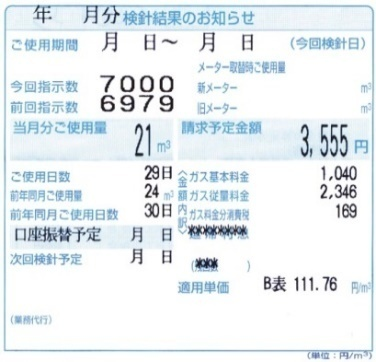 年 月分 検針結果のお知らせ
ご使用期間 月 日〜 月 日 (今回検針日)
メーター取替時ご使用量
今回指示数 7000 新メーター m³
前回指示数 6979 旧メーター m³
当月分ご使用量 請求予定金額
21 m³ 3,555 円
ご使用日数 29日 ガス基本料金 1,040
前年同月ご使用量 24 m³ ガス従量料金 2,346
前年同月ご使用日数 30日 ガス料金分消費税 169
(金額内訳)
口座振替予定 月 日 ********
次回検針予定 月 日 ( *** )
適用単価 B表 111.76 円/m³
(業務代行)
(単位:円/m³)